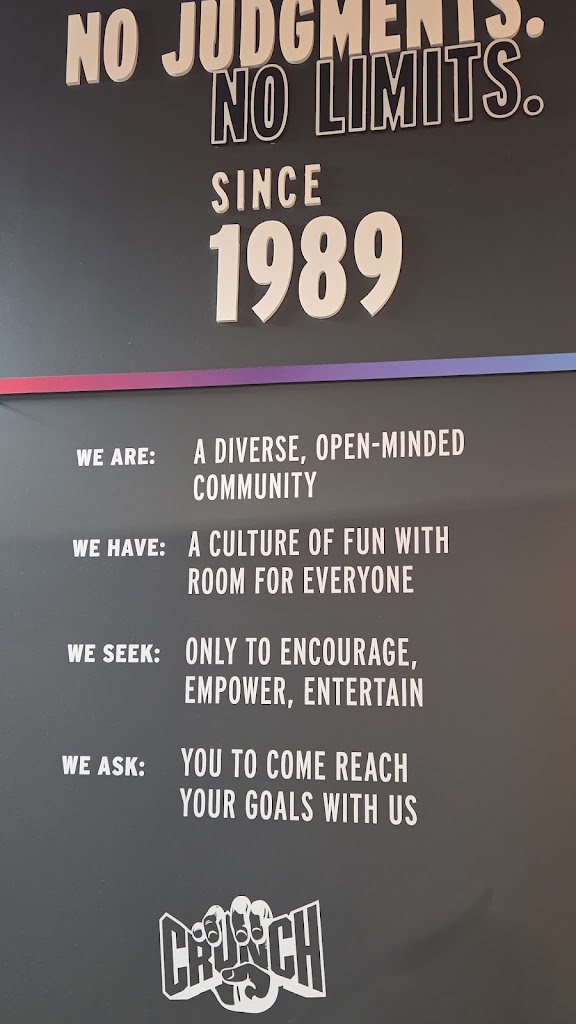 NO JUDGMENTS.
NO LIMITS.
SINCE
1989
WE ARE: A DIVERSE, OPEN-MINDED
COMMUNITY
WE HAVE: A CULTURE OF FUN WITH
ROOM FOR EVERYONE
WE SEEK: ONLY TO ENCOURAGE,
EMPOWER, ENTERTAIN
WE ASK: YOU TO COME REACH
YOUR GOALS WITH US
CRUNCH